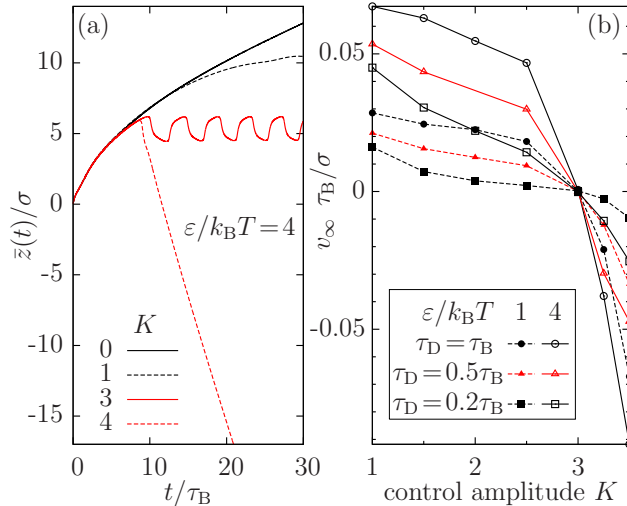 (a)
10
5
0
-5
-10
-15
z̄(t)/σ
ε/k_BT=4
K
0
1
3
4
0 10 20 30
t/τ_B
(b)
0.05
0
-0.05
v_∞ τ_B/σ
ε/k_BT 1 4
τ_D=τ_B
τ_D=0.5τ_B
τ_D=0.2τ_B
1 2 3
control amplitude K